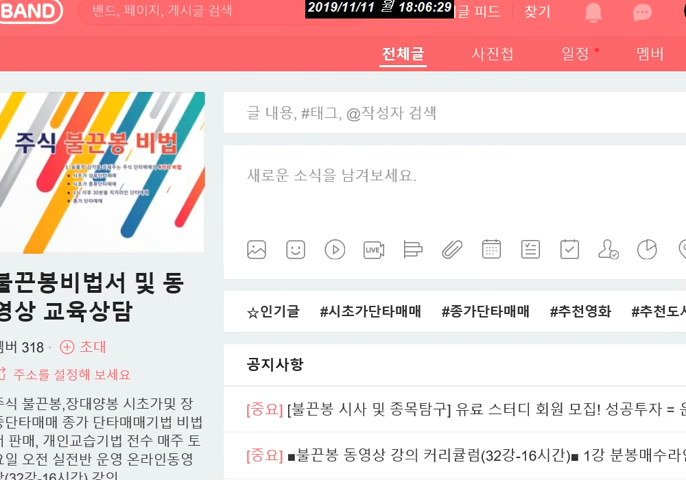 BAND 밴드, 페이지, 게시글 검색 2019/11/11 월 18:06:29 글 피드 찾기
전체글 사진첩 일정 멤버
글 내용, #태그, @작성자 검색
주식 불끈봉 비법
새로운 소식을 남겨보세요.
LIVE
불끈봉비법서 및 동
영상 교육상담
멤버 318 · 초대
주소를 설정해 보세요
☆인기글 #시초가단타매매 #종가단타매매 #추천영화 #추천도서
공지사항
주식 불끈봉,장대양봉 시초가및 장
중단타매매 종가 단타매매기법 비법
서 판매, 개인교습기법 전수 매주 토
요일 오전 실전반 운영 온라인동영
상(32강-16시간) 강의
[중요] [불끈봉 시사 및 종목탐구] 유료 스터디 회원 모집! 성공투자 =
[중요] ■불끈봉 동영상 강의 커리큘럼(32강-16시간)■ 1강 분봉매수라인